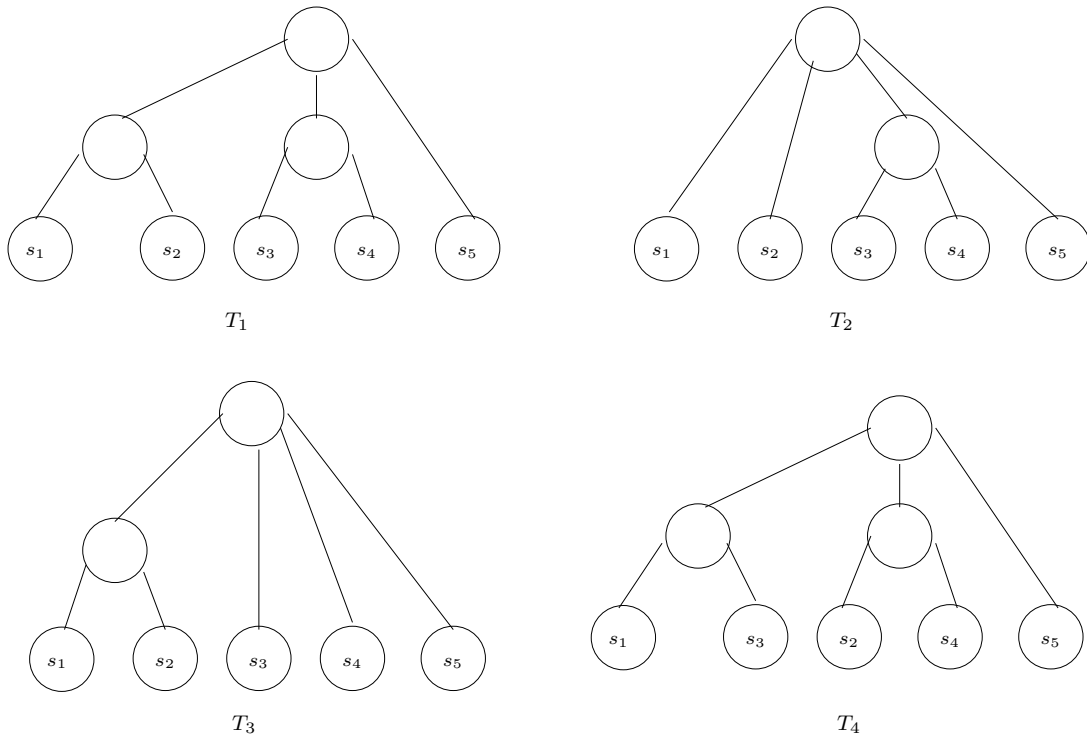 s₁ s₂ s₃ s₄ s₅ s₁ s₂ s₃ s₄ s₅
T₁ T₂
s₁ s₂ s₃ s₄ s₅ s₁ s₃ s₂ s₄ s₅
T₃ T₄